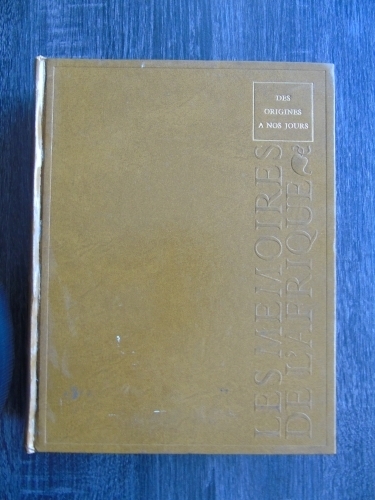 DES
ORIGINES
A NOS JOURS
LES MEMOIRES
DE L'AFRIQUE